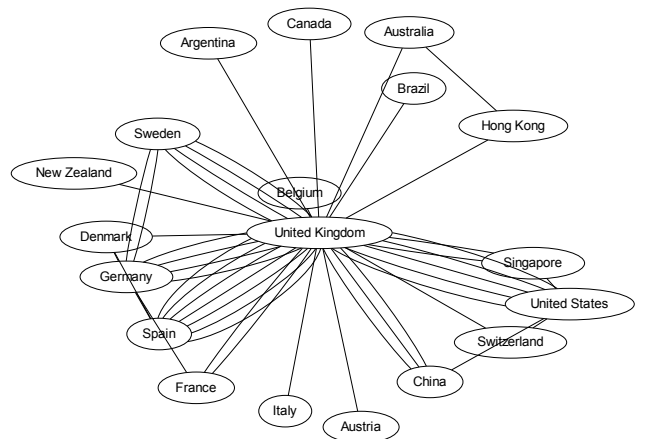 Canada
Australia
Argentina
Brazil
Hong Kong
Sweden
New Zealand
Belgium
United Kingdom
Denmark
Singapore
Germany
United States
Spain
Switzerland
China
France
Italy
Austria